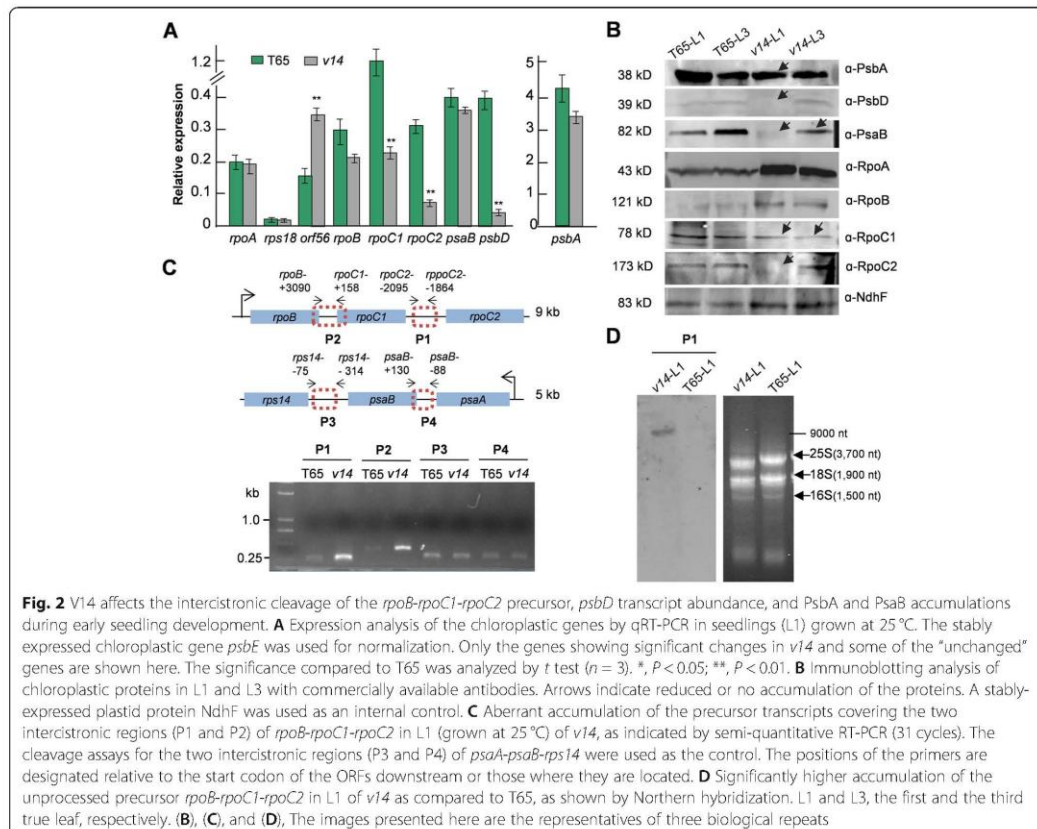 A
T65 v14
1.2
0.4
0.3
0.2
0.1
0
Relative expression
**
**
**
**
rpoA rps18 orf56 rpoB rpoC1 rpoC2 psaB psbD
5
4
3
2
1
0
psbA
B
T65-L1 T65-L3 v14-L1 v14-L3
38 kD α-PsbA
39 kD α-PsbD
82 kD α-PsaB
43 kD α-RpoA
121 kD α-RpoB
78 kD α-RpoC1
173 kD α-RpoC2
83 kD α-NdhF
C
rpoB- rpoC1- rpoC2- rppoC2-
+3090 +158 -2095 -1864
rpoB rpoC1 rpoC2 9 kb
P2 P1
rps14- rps14- psaB- psaB-
-75 -314 +130 -88
rps14 psaB psaA 5 kb
P3 P4
P1 P2 P3 P4
T65 v14 T65 v14 T65 v14 T65 v14
kb
1.0
0.25
D
P1
v14-L1 T65-L1
v14-L1 T65-L1
9000 nt
25S(3,700 nt)
18S(1,900 nt)
16S(1,500 nt)
Fig. 2 V14 affects the intercistronic cleavage of the rpoB-rpoC1-rpoC2 precursor, psbD transcript abundance, and PsbA and PsaB accumulations
during early seedling development. A Expression analysis of the chloroplastic genes by qRT-PCR in seedlings (L1) grown at 25 °C. The stably
expressed chloroplastic gene psbE was used for normalization. Only the genes showing significant changes in v14 and some of the “unchanged”
genes are shown here. The significance compared to T65 was analyzed by t test (n = 3). *, P < 0.05; **, P < 0.01. B Immunoblotting analysis of
chloroplastic proteins in L1 and L3 with commercially available antibodies. Arrows indicate reduced or no accumulation of the proteins. A stably-
expressed plastid protein NdhF was used as an internal control. C Aberrant accumulation of the precursor transcripts covering the two
intercistronic regions (P1 and P2) of rpoB-rpoC1-rpoC2 in L1 (grown at 25 °C) of v14, as indicated by semi-quantitative RT-PCR (31 cycles). The
cleavage assays for the two intercistronic regions (P3 and P4) of psaA-psaB-rps14 were used as the control. The positions of the primers are
designated relative to the start codon of the ORFs downstream or those where they are located. D Significantly higher accumulation of the
unprocessed precursor rpoB-rpoC1-rpoC2 in L1 of v14 as compared to T65, as shown by Northern hybridization. L1 and L3, the first and the third
true leaf, respectively. (B), (C), and (D), The images presented here are the representatives of three biological repeats